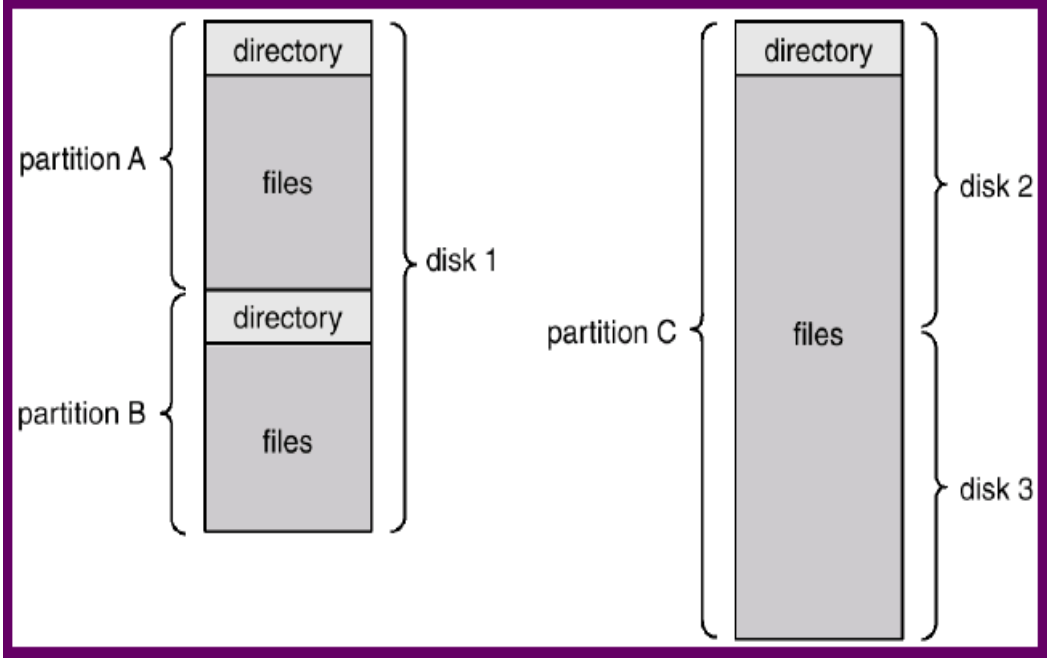 directory
partition A
files
disk 1
directory
partition B
files
directory
disk 2
partition C
files
disk 3